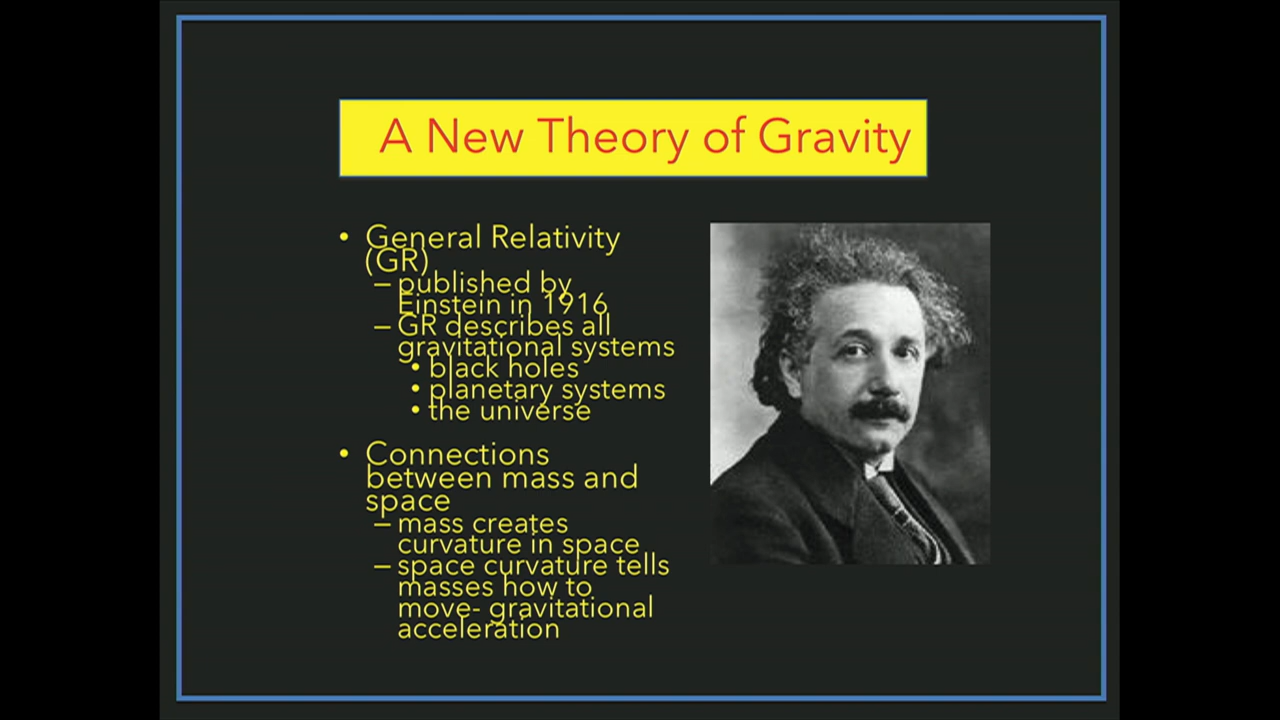 A New Theory of Gravity
• General Relativity
(GR)
– published by
Einstein in 1916
– GR describes all
gravitational systems
• black holes
• planetary systems
• the universe
• Connections
between mass and
space
– mass creates
curvature in space
– space curvature tells
masses how to
move- gravitational
acceleration